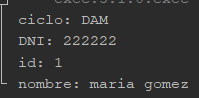 ciclo: DAM
DNI: 222222
id: 1
nombre: maria gomez